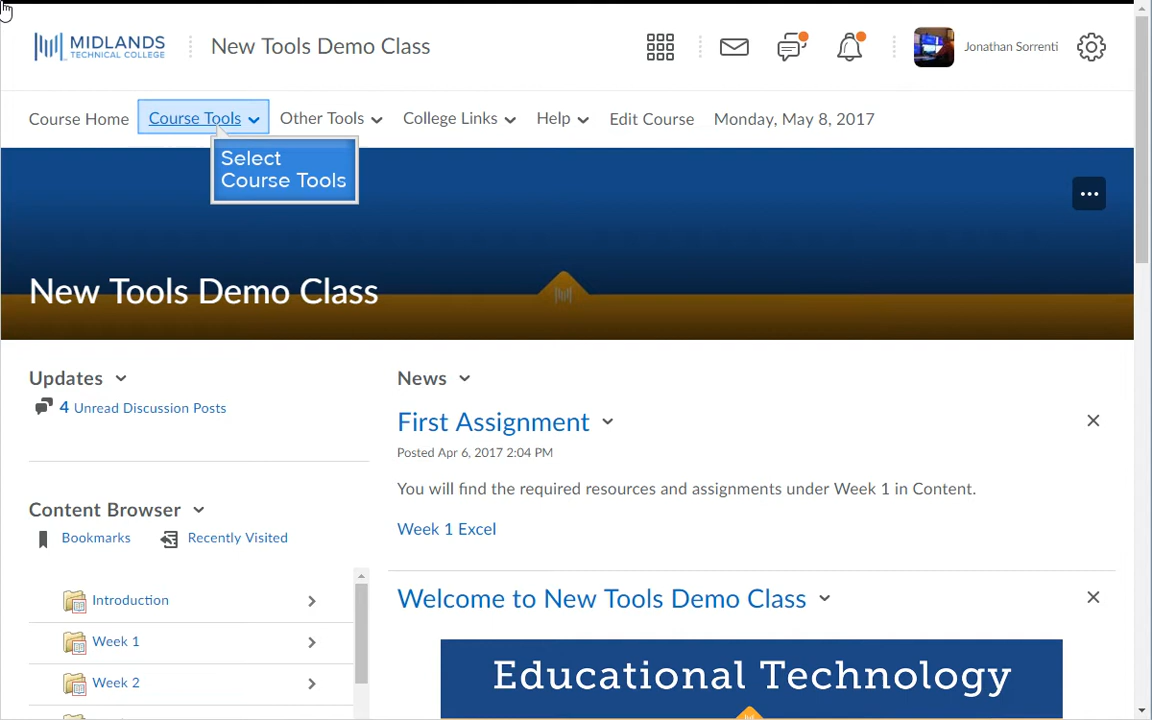 MIDLANDS
TECHNICAL COLLEGE
New Tools Demo Class
Jonathan Sorrenti
Course Home
Course Tools
Other Tools
College Links
Help
Edit Course
Monday, May 8, 2017
Select
Course Tools
New Tools Demo Class
Updates
4 Unread Discussion Posts
Content Browser
Bookmarks
Recently Visited
Introduction
Week 1
Week 2
News
First Assignment
Posted Apr 6, 2017 2:04 PM
You will find the required resources and assignments under Week 1 in Content.
Week 1 Excel
Welcome to New Tools Demo Class
Educational Technology